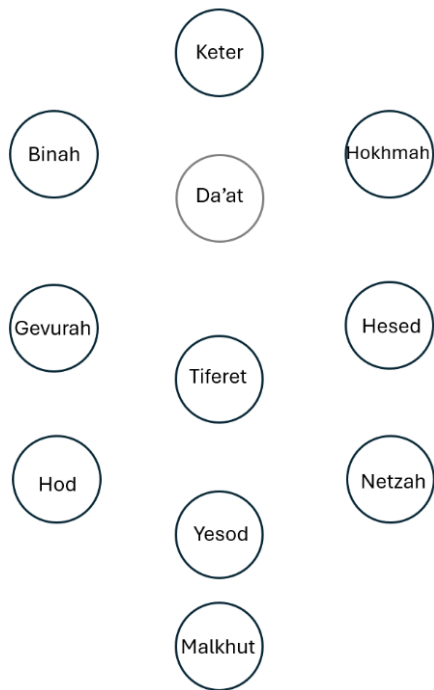 Keter
Binah
Hokhmah
Da’at
Gevurah
Hesed
Tiferet
Hod
Netzah
Yesod
Malkhut